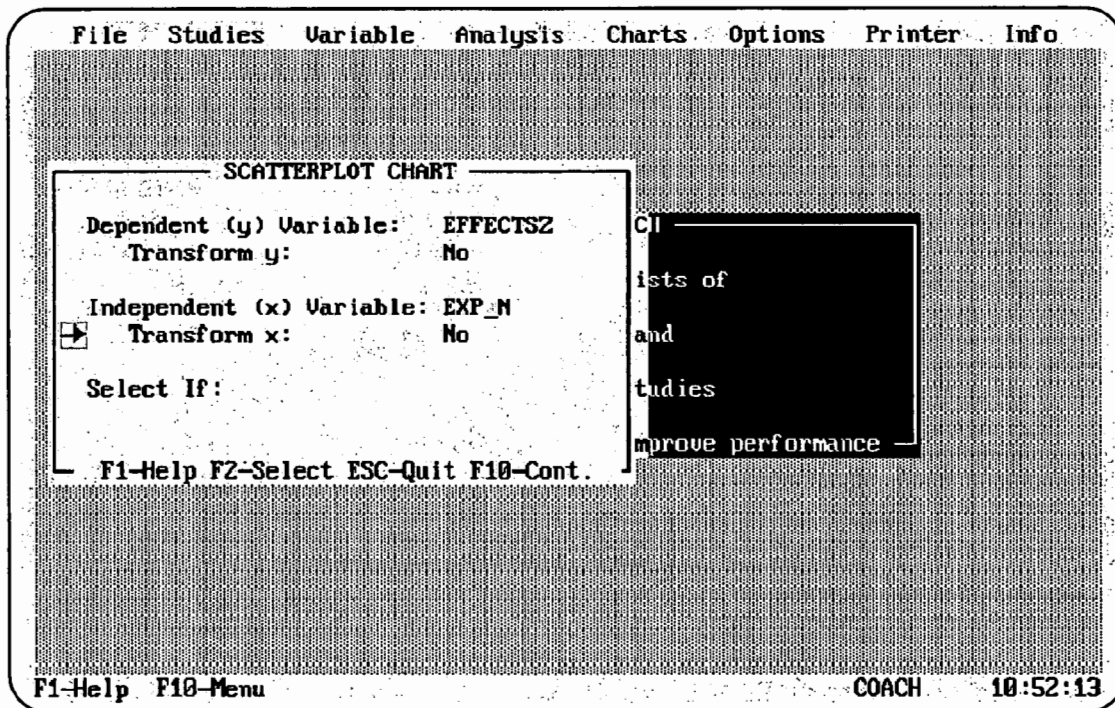 File Studies Variable Analysis Charts Options Printer Info
SCATTERPLOT CHART
Dependent (y) Variable: EFFECTSZ
Transform y: No
Independent (x) Variable: EXP_N
Transform x: No
Select If:
F1-Help F2-Select ESC-Quit F10-Cont.
ists of
and
tudies
mprove performance
F1-Help F10-Menu COACH 10:52:13